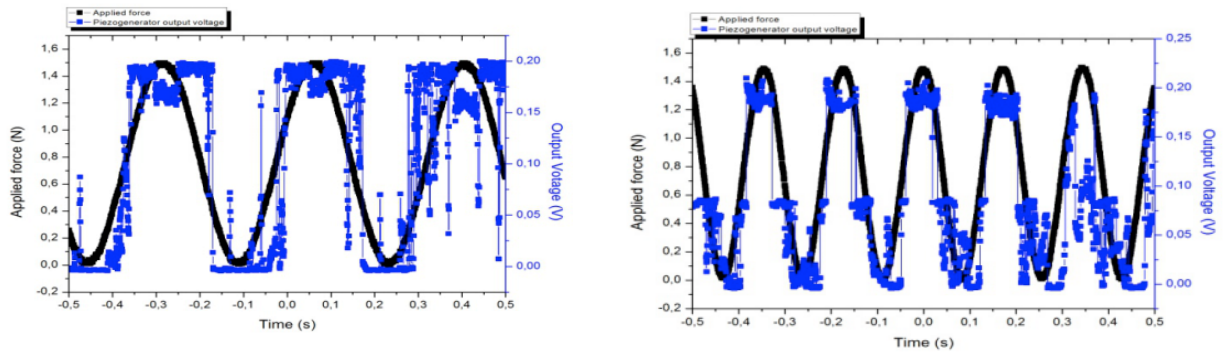 Applied force
Piezogenerator output voltage
1,6
1,4
1,2
1,0
0,8
0,6
0,4
0,2
0,0
-0,2
Applied force (N)
0,20
0,15
0,10
0,05
0,00
Output Voltage (V)
-0,5 -0,4 -0,3 -0,2 -0,1 0,0 0,1 0,2 0,3 0,4 0,5
Time (s)
Applied force
Piezogenerator output voltage
1,6
1,4
1,2
1,0
0,8
0,6
0,4
0,2
0,0
-0,2
Applied force (N)
0,25
0,20
0,15
0,10
0,05
0,00
Output Voltage (V)
-0,5 -0,4 -0,3 -0,2 -0,1 0,0 0,1 0,2 0,3 0,4 0,5
Time (s)